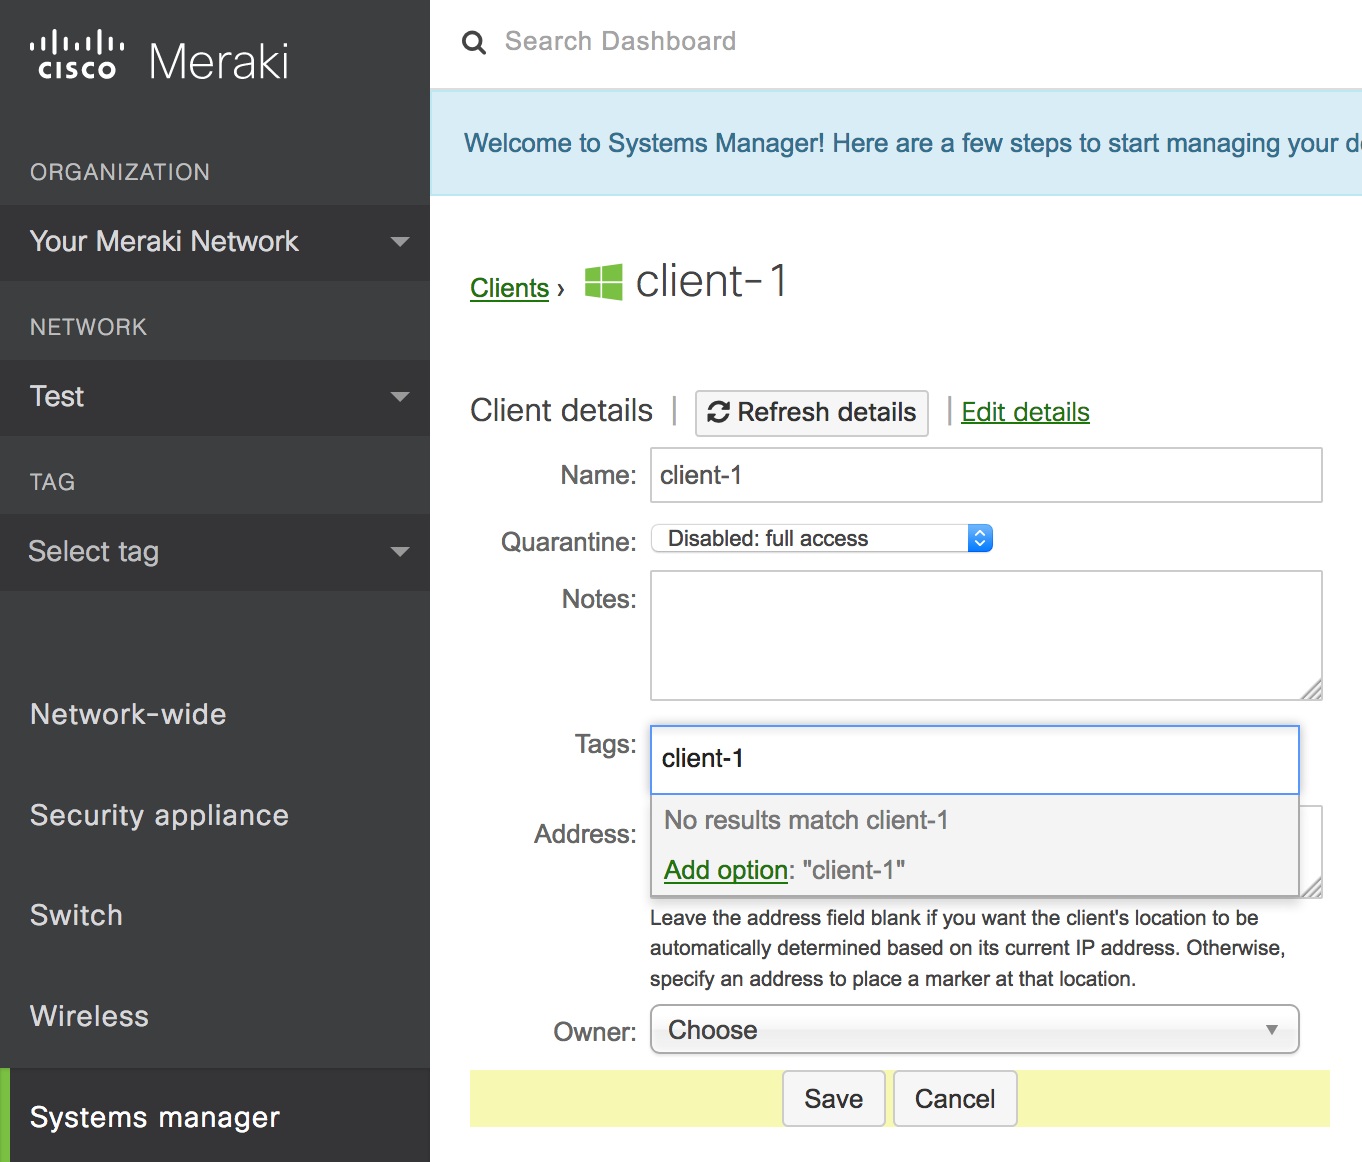 cisco Meraki
Search Dashboard
Welcome to Systems Manager! Here are a few steps to start managing your
ORGANIZATION
Your Meraki Network
NETWORK
Test
TAG
Select tag
Network-wide
Security appliance
Switch
Wireless
Systems manager
Clients › client-1
Client details | Refresh details | Edit details
Name: client-1
Quarantine: Disabled: full access
Notes:
Tags: client-1
No results match client-1
Address:
Add option: "client-1"
Leave the address field blank if you want the client's location to be
automatically determined based on its current IP address. Otherwise,
specify an address to place a marker at that location.
Owner: Choose
Save Cancel